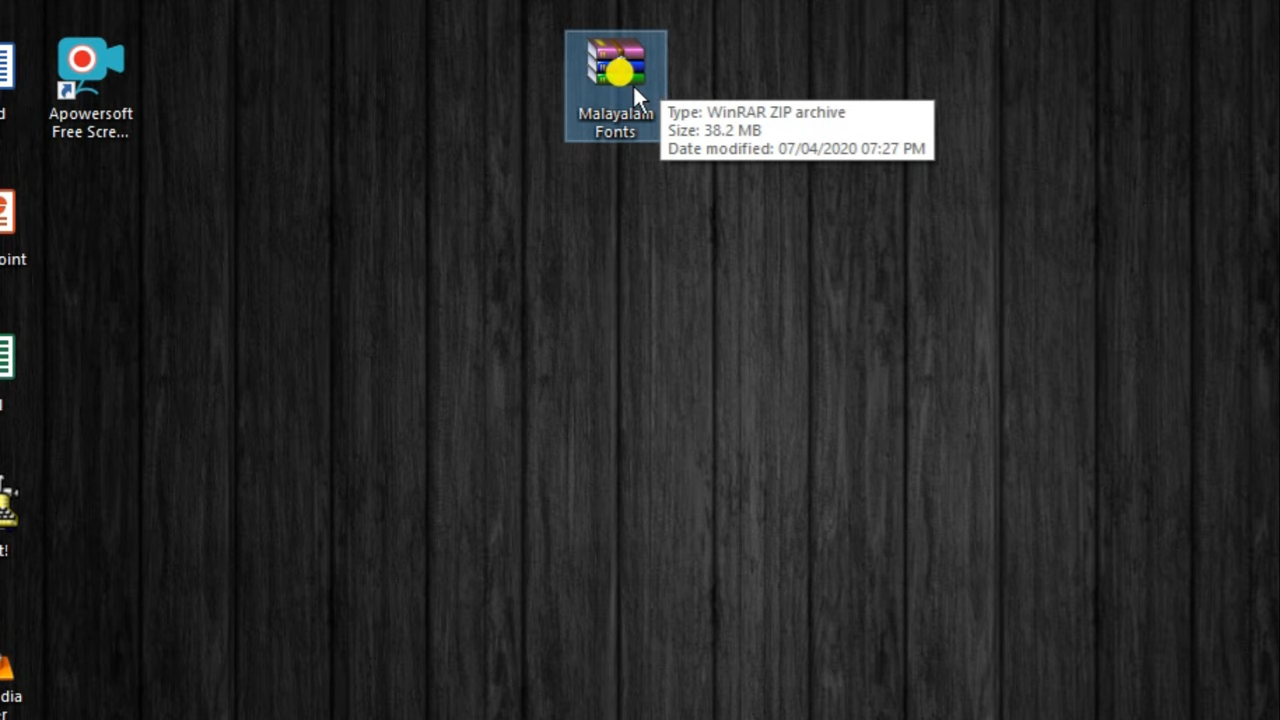 d
Apowersoft
Free Scre...
Malayalam
Fonts
Type: WinRAR ZIP archive
Size: 38.2 MB
Date modified: 07/04/2020 07:27 PM
oint
t!
dia
er